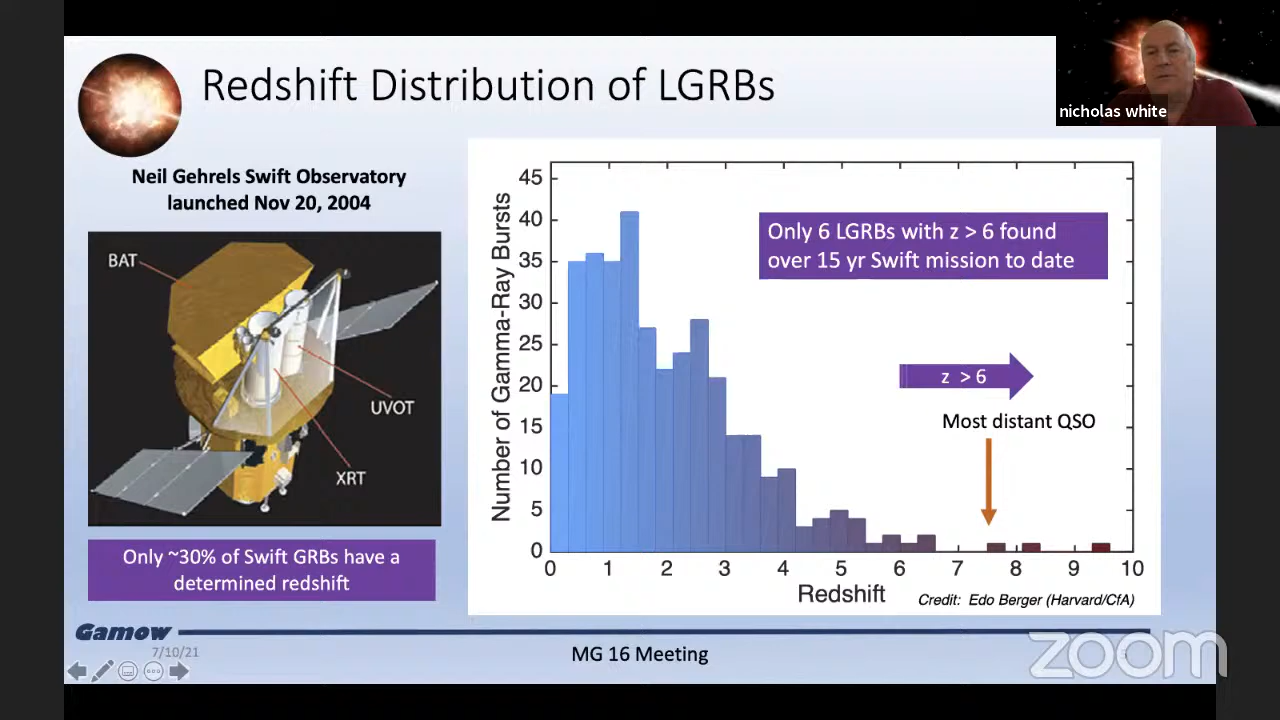 Redshift Distribution of LGRBs
nicholas white
Neil Gehrels Swift Observatory
launched Nov 20, 2004
BAT
UVOT
XRT
Only ~30% of Swift GRBs have a
determined redshift
Number of Gamma-Ray Bursts
45
40
35
30
25
20
15
10
5
0
Only 6 LGRBs with z > 6 found
over 15 yr Swift mission to date
z > 6
Most distant QSO
0 1 2 3 4 5 6 7 8 9 10
Redshift
Credit: Edo Berger (Harvard/CfA)
Gamow
7/10/21
MG 16 Meeting
zoom